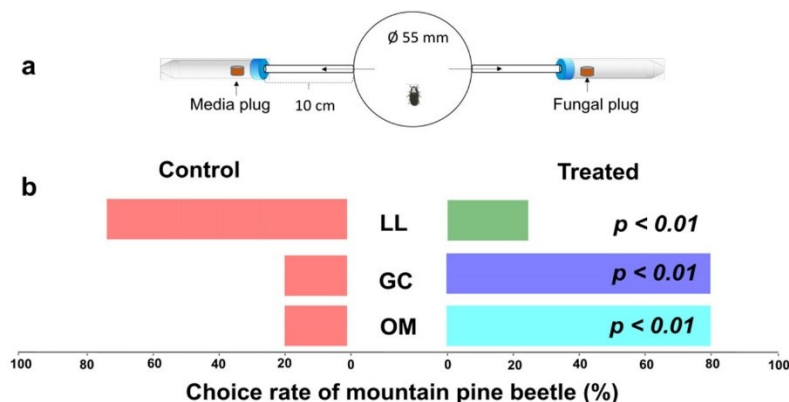 a
Ø 55 mm
Media plug
10 cm
Fungal plug
b
Control
Treated
LL
p < 0.01
GC
p < 0.01
OM
p < 0.01
100 80 60 40 20 0 0 20 40 60 80 100
Choice rate of mountain pine beetle (%)